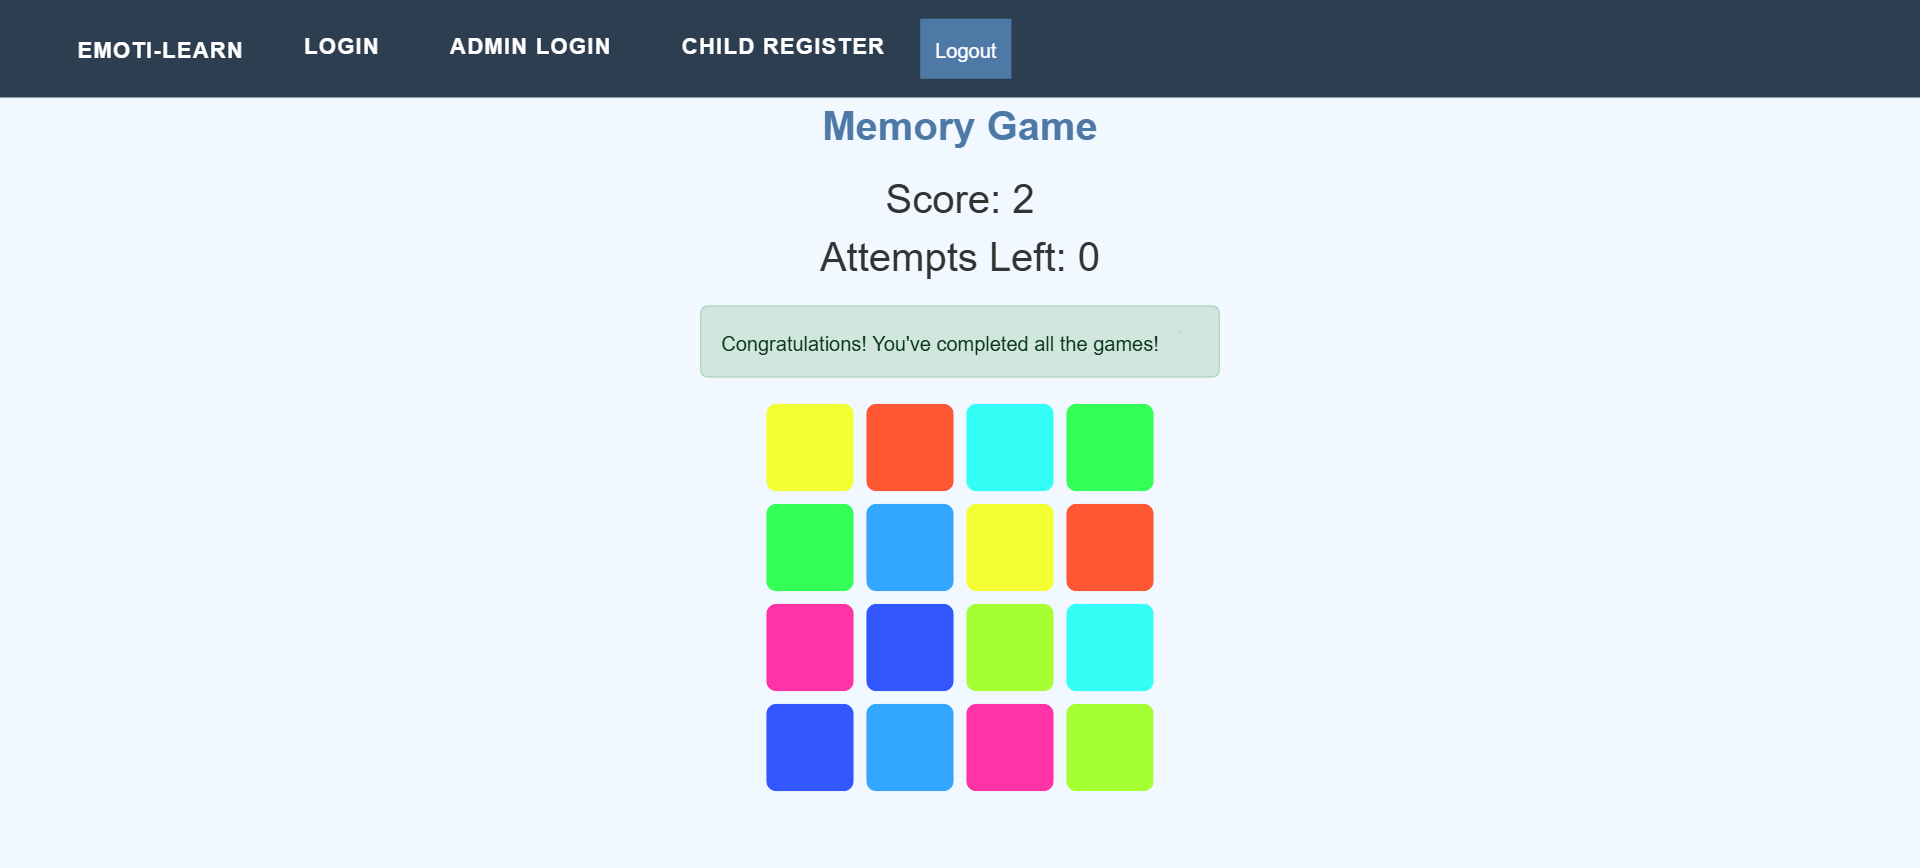 EMOTI-LEARN LOGIN ADMIN LOGIN CHILD REGISTER Logout
Memory Game
Score: 2
Attempts Left: 0
Congratulations! You've completed all the games!